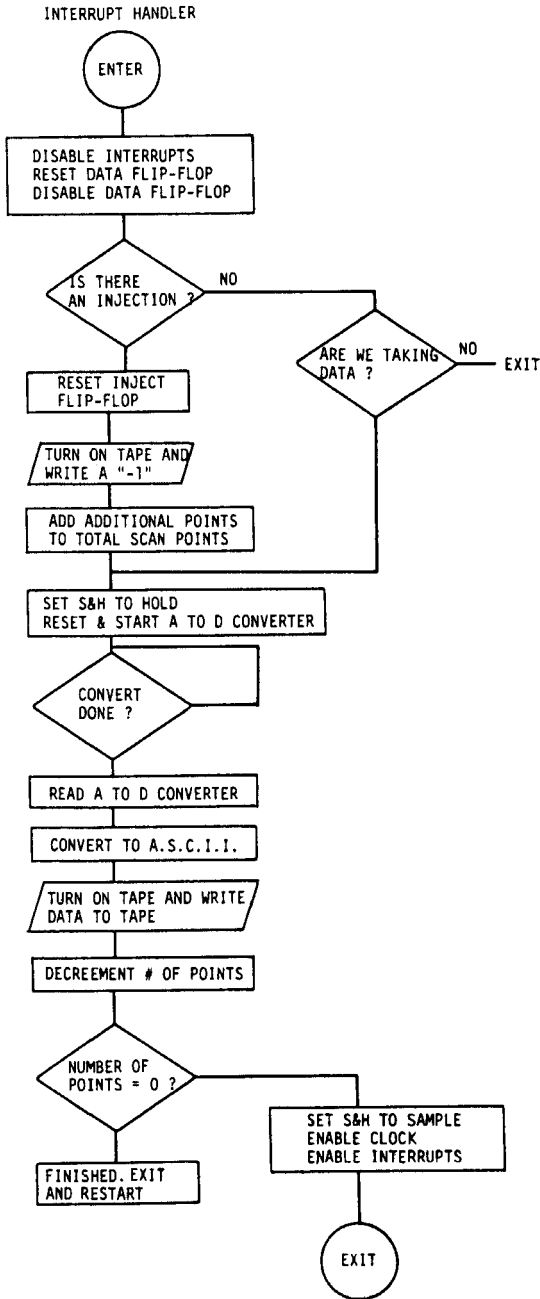 INTERRUPT HANDLER
ENTER
DISABLE INTERRUPTS
RESET DATA FLIP-FLOP
DISABLE DATA FLIP-FLOP
IS THERE
AN INJECTION ?
NO
ARE WE TAKING
DATA ?
NO
EXIT
RESET INJECT
FLIP-FLOP
TURN ON TAPE AND
WRITE A "-1"
ADD ADDITIONAL POINTS
TO TOTAL SCAN POINTS
SET S&H TO HOLD
RESET & START A TO D CONVERTER
CONVERT
DONE ?
READ A TO D CONVERTER
CONVERT TO A.S.C.I.I.
TURN ON TAPE AND WRITE
DATA TO TAPE
DECREEMENT # OF POINTS
NUMBER OF
POINTS = 0 ?
SET S&H TO SAMPLE
ENABLE CLOCK
ENABLE INTERRUPTS
FINISHED. EXIT
AND RESTART
EXIT